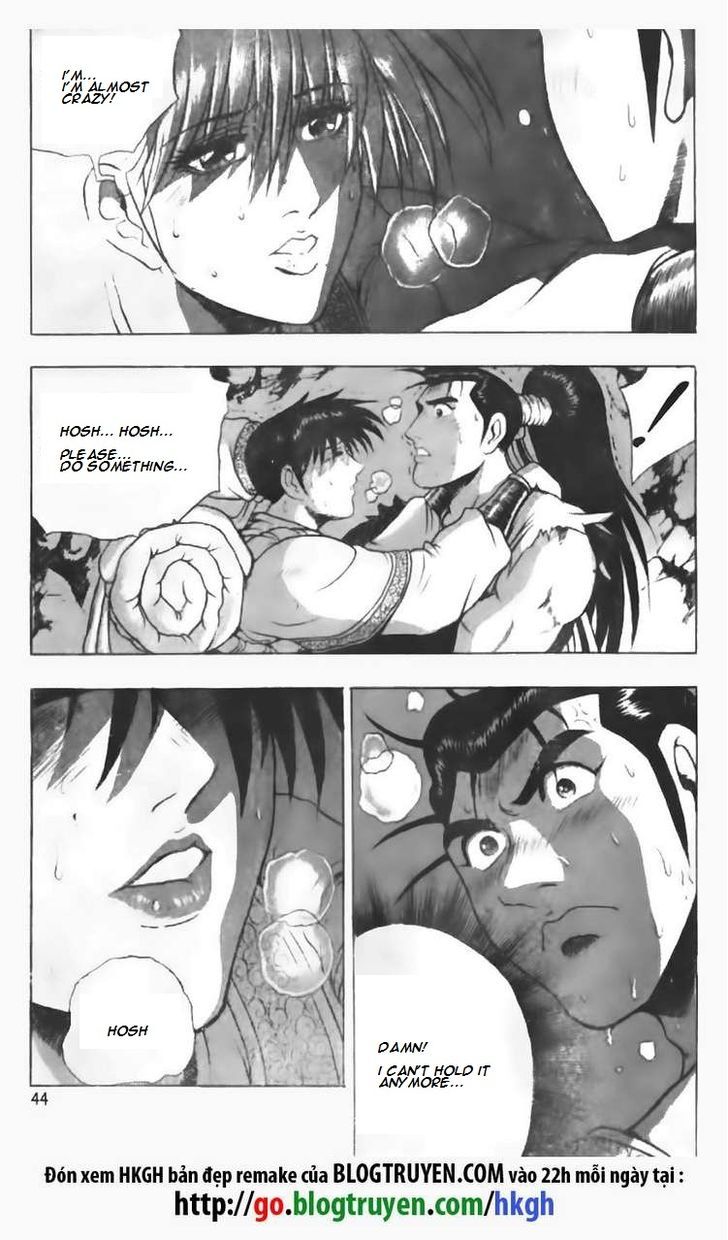 I'M...
I'M ALMOST
CRAZY!
HOSH... HOSH...
PLEASE...
DO SOMETHING...
!
HOSH
DAMN!
I CAN'T HOLD IT
ANYMORE...
44
Đón xem HKGH bản đẹp remake của BLOGTRUYEN.COM vào 22h mỗi ngày tại :
http://go.blogtruyen.com/hkgh